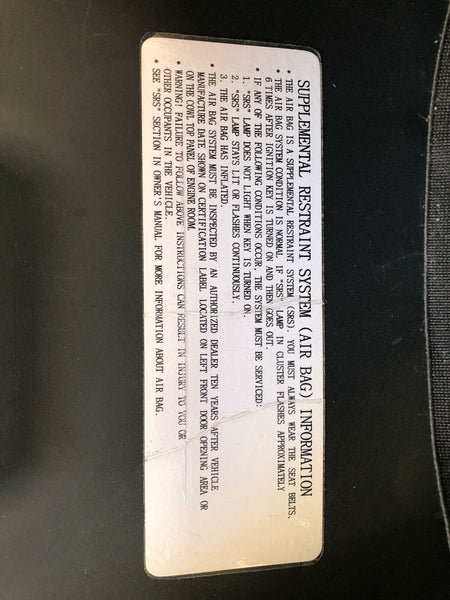 SUPPLEMENTAL RESTRAINT SYSTEM (AIR BAG) INFORMATION
• THE AIR BAG IS A SUPPLEMENTAL RESTRAINT SYSTEM (SRS). YOU MUST ALWAYS WEAR THE SEAT BELTS.
• THE AIR BAG SYSTEM CONDITION IS NORMAL IF "SRS" LAMP IN CLUSTER FLASHES APPROXIMATELY
6 TIMES AFTER IGNITION KEY IS TURNED ON AND THEN GOES OUT.
• IF ANY OF THE FOLLOWING CONDITIONS OCCUR, THE SYSTEM MUST BE SERVICED:
1. "SRS" LAMP DOES NOT LIGHT WHEN KEY IS TURNED ON.
2. "SRS" LAMP STAYS LIT OR FLASHES CONTINUOUSLY.
3. THE AIR BAG HAS INFLATED.
• THE AIR BAG SYSTEM MUST BE INSPECTED BY AN AUTHORIZED DEALER TEN YEARS AFTER VEHICLE
MANUFACTURE DATE SHOWN ON CERTIFICATION LABEL LOCATED ON LEFT FRONT DOOR OPENING AREA OR
ON THE COWL TOP PANEL OF ENGINE ROOM.
• WARNING! FAILURE TO FOLLOW ABOVE INSTRUCTIONS CAN RESULT IN INJURY TO YOU OR
OTHER OCCUPANTS IN THE VEHICLE.
• SEE "SRS" SECTION IN OWNER'S MANUAL FOR MORE INFORMATION ABOUT AIR BAG.